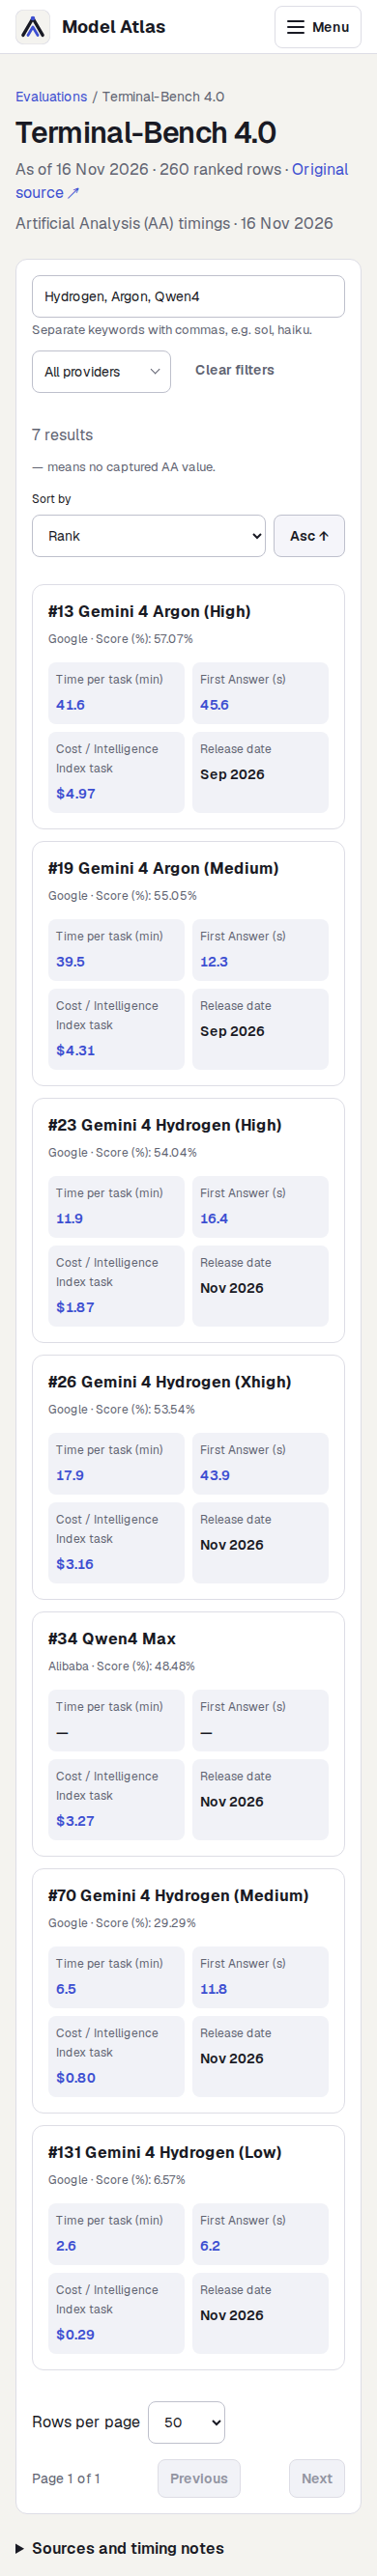 Model Atlas
Menu
Evaluations / Terminal-Bench 4.0
Terminal-Bench 4.0
As of 16 Nov 2026 · 260 ranked rows · Original
source ↗
Artificial Analysis (AA) timings · 16 Nov 2026
Hydrogen, Argon, Qwen4
Separate keywords with commas, e.g. sol, haiku.
All providers
Clear filters
7 results
— means no captured AA value.
Sort by
Rank
Asc ↑
#13 Gemini 4 Argon (High)
Google · Score (%): 57.07%
Time per task (min)
41.6
First Answer (s)
45.6
Cost / Intelligence
Index task
$4.97
Release date
Sep 2026
#19 Gemini 4 Argon (Medium)
Google · Score (%): 55.05%
Time per task (min)
39.5
First Answer (s)
12.3
Cost / Intelligence
Index task
$4.31
Release date
Sep 2026
#23 Gemini 4 Hydrogen (High)
Google · Score (%): 54.04%
Time per task (min)
11.9
First Answer (s)
16.4
Cost / Intelligence
Index task
$1.87
Release date
Nov 2026
#26 Gemini 4 Hydrogen (Xhigh)
Google · Score (%): 53.54%
Time per task (min)
17.9
First Answer (s)
43.9
Cost / Intelligence
Index task
$3.16
Release date
Nov 2026
#34 Qwen4 Max
Alibaba · Score (%): 48.48%
Time per task (min)
—
First Answer (s)
—
Cost / Intelligence
Index task
$3.27
Release date
Nov 2026
#70 Gemini 4 Hydrogen (Medium)
Google · Score (%): 29.29%
Time per task (min)
6.5
First Answer (s)
11.8
Cost / Intelligence
Index task
$0.80
Release date
Nov 2026
#131 Gemini 4 Hydrogen (Low)
Google · Score (%): 6.57%
Time per task (min)
2.6
First Answer (s)
6.2
Cost / Intelligence
Index task
$0.29
Release date
Nov 2026
Rows per page
50
Page 1 of 1
Previous
Next
Sources and timing notes